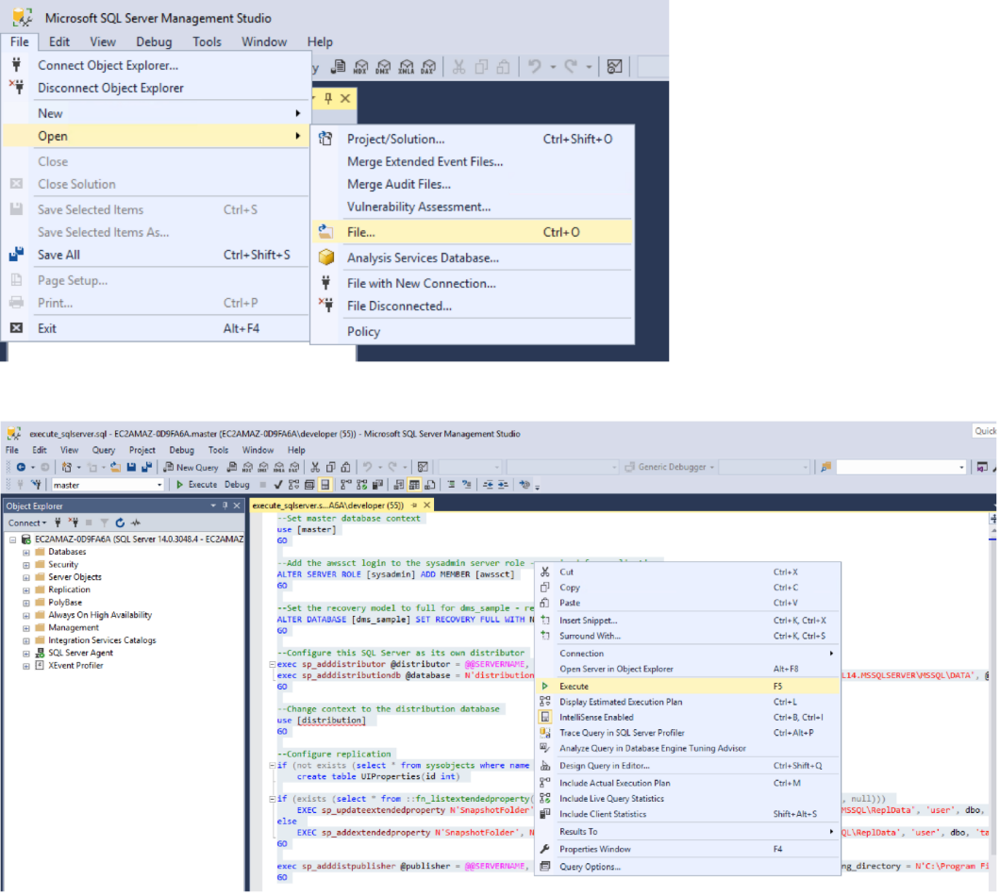 Microsoft SQL Server Management Studio
File Edit View Debug Tools Window Help
Connect Object Explorer...
Disconnect Object Explorer
New
Open
Close
Close Solution
Save Selected Items Ctrl+S
Save Selected Items As...
Save All Ctrl+Shift+S
Page Setup...
Print... Ctrl+P
Exit Alt+F4
MDX DMX XMLA DAX
Project/Solution... Ctrl+Shift+O
Merge Extended Event Files...
Merge Audit Files...
Vulnerability Assessment...
File... Ctrl+O
Analysis Services Database...
File with New Connection...
File Disconnected...
Policy
execute_sqlserver.sql - EC2AMAZ-0D9FA6A.master (EC2AMAZ-0D9FA6A\developer (55)) - Microsoft SQL Server Management Studio
Quick
File Edit View Query Project Debug Tools Window Help
New Query Generic Debugger
master Execute Debug
Object Explorer
Connect
EC2AMAZ-0D9FA6A (SQL Server 14.0.3048.4 - EC2AMAZ
Databases
Security
Server Objects
Replication
PolyBase
Always On High Availability
Management
Integration Services Catalogs
SQL Server Agent
XEvent Profiler
execute_sqlserver.s...A6A\developer (55))
--Set master database context
use [master]
GO
--Add the awssct login to the sysadmin server role
ALTER SERVER ROLE [sysadmin] ADD MEMBER [awssct]
GO
--Set the recovery model to full for dms_sample - re
ALTER DATABASE [dms_sample] SET RECOVERY FULL WITH N
GO
--Configure this SQL Server as its own distributor
exec sp_adddistributor @distributor = @@SERVERNAME,
exec sp_adddistributiondb @database = N'distribution L14.MSSQLSERVER\MSSQL\DATA', @
GO
--Change context to the distribution database
use [distribution]
GO
--Configure replication
if (not exists (select * from sysobjects where name
create table UIProperties(id int)
if (exists (select * from ::fn_listextendedproperty( , null)))
EXEC sp_updateextendedproperty N'SnapshotFolder' MSSQL\ReplData', 'user', dbo,
else
EXEC sp_addextendedproperty N'SnapshotFolder', N QL\ReplData', 'user', dbo, 'ta
GO
exec sp_adddistpublisher @publisher = @@SERVERNAME, ng_directory = N'C:\Program Fi
GO
Cut Ctrl+X
Copy Ctrl+C
Paste Ctrl+V
Insert Snippet... Ctrl+K, Ctrl+X
Surround With... Ctrl+K, Ctrl+S
Connection
Open Server in Object Explorer Alt+F8
Execute F5
Display Estimated Execution Plan Ctrl+L
IntelliSense Enabled Ctrl+B, Ctrl+I
Trace Query in SQL Server Profiler Ctrl+Alt+P
Analyze Query in Database Engine Tuning Advisor
Design Query in Editor... Ctrl+Shift+Q
Include Actual Execution Plan Ctrl+M
Include Live Query Statistics
Include Client Statistics Shift+Alt+S
Results To
Properties Window F4
Query Options...